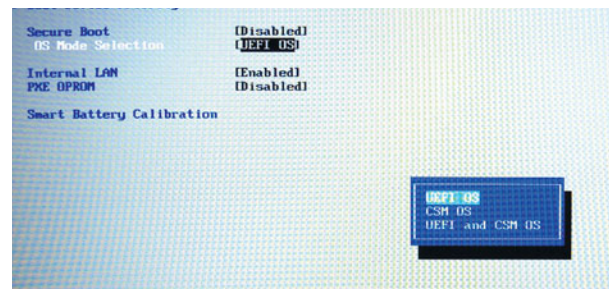 Secure Boot [Disabled]
OS Mode Selection [UEFI OS]
Internal LAN [Enabled]
PXE OPROM [Disabled]
Smart Battery Calibration
UEFI OS
CSM OS
UEFI and CSM OS